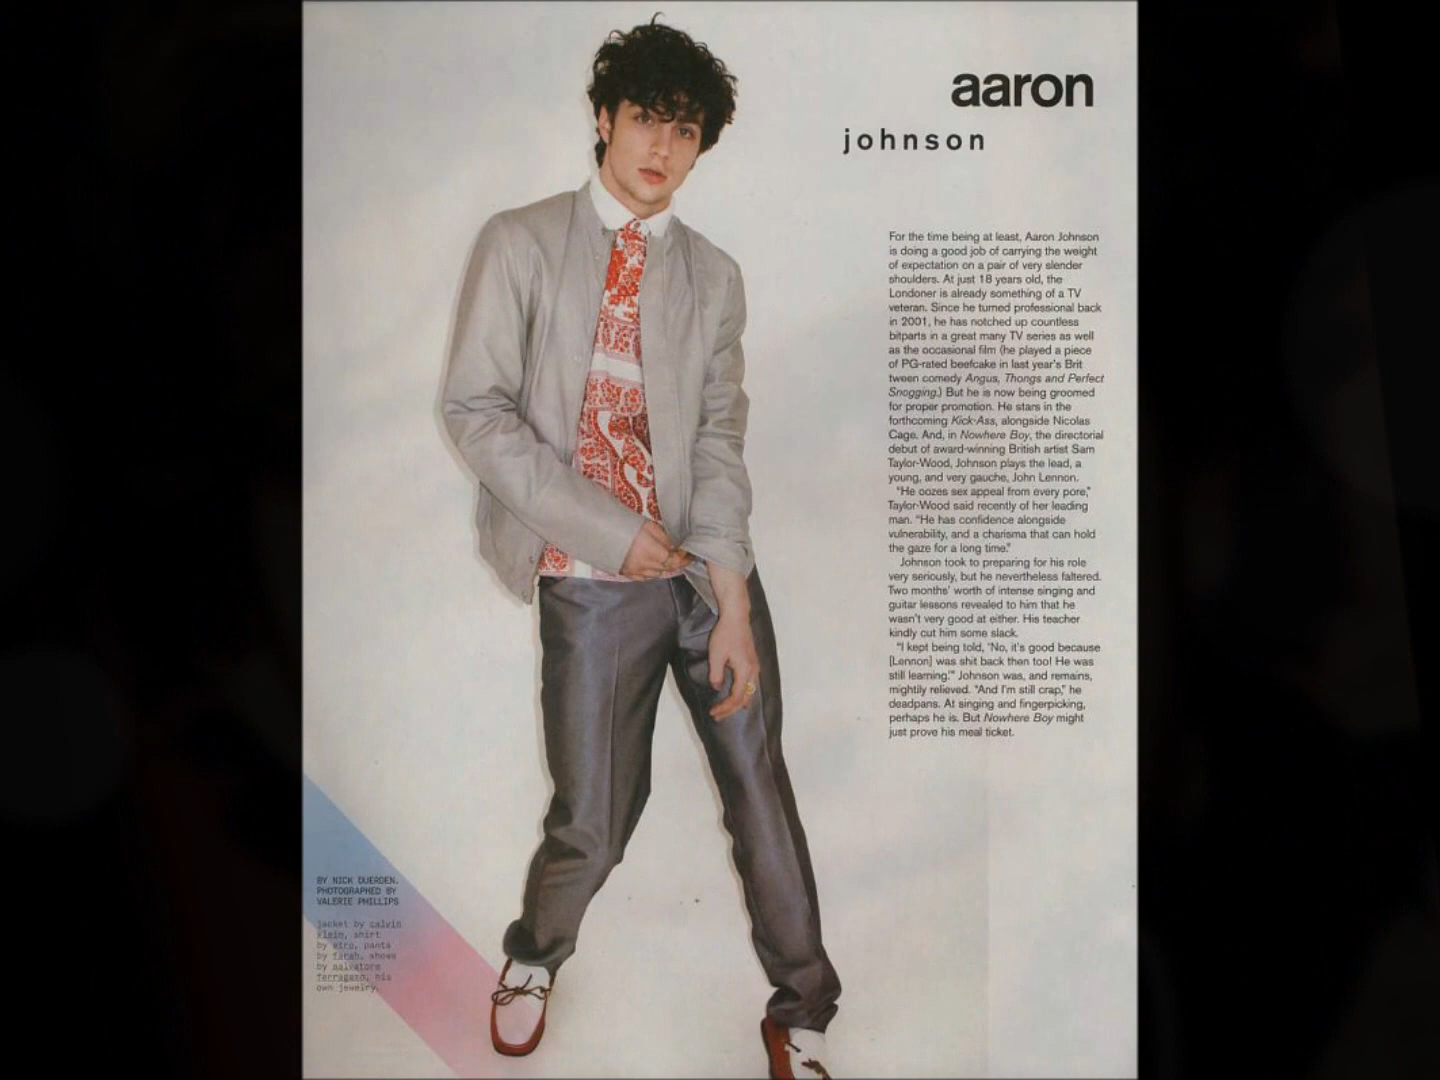 aaron
johnson
For the time being at least, Aaron Johnson
is doing a good job of carrying the weight
of expectation on a pair of very slender
shoulders. At just 18 years old, the
Londoner is already something of a TV
veteran. Since he turned professional back
in 2001, he has notched up countless
bitparts in a great many TV series as well
as the occasional film (he played a piece
of PG-rated beefcake in last year's Brit
tween comedy Angus, Thongs and Perfect
Snogging.) But he is now being groomed
for proper promotion. He stars in the
forthcoming Kick-Ass, alongside Nicolas
Cage. And, in Nowhere Boy, the directorial
debut of award-winning British artist Sam
Taylor-Wood, Johnson plays the lead, a
young, and very gauche, John Lennon.
"He oozes sex appeal from every pore,"
Taylor-Wood said recently of her leading
man. "He has confidence alongside
vulnerability, and a charisma that can hold
the gaze for a long time."
Johnson took to preparing for his role
very seriously, but he nevertheless faltered.
Two months' worth of intense singing and
guitar lessons revealed to him that he
wasn't very good at either. His teacher
kindly cut him some slack.
"I kept being told, 'No, it's good because
[Lennon] was shit back then too! He was
still learning.'" Johnson was, and remains,
mightily relieved. "And I'm still crap," he
deadpans. At singing and fingerpicking,
perhaps he is. But Nowhere Boy might
just prove his meal ticket.
BY NICK DUERDEN.
PHOTOGRAPHED BY
VALERIE PHILLIPS
jacket by calvin
klein, shirt
by etro, pants
by farah, shoes
by salvatore
ferragamo, his
own jewelry.